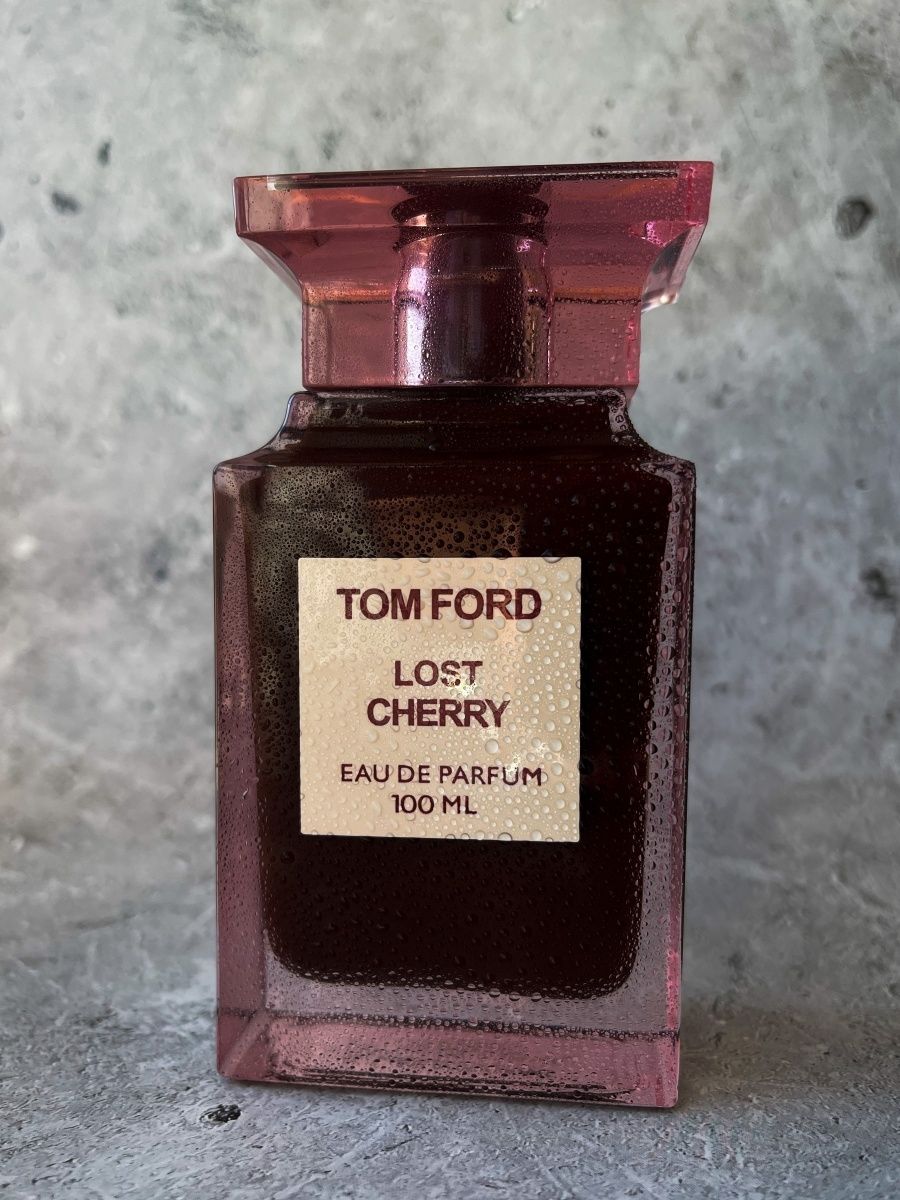 TOM FORD
LOST
CHERRY
EAU DE PARFUM
100 ML